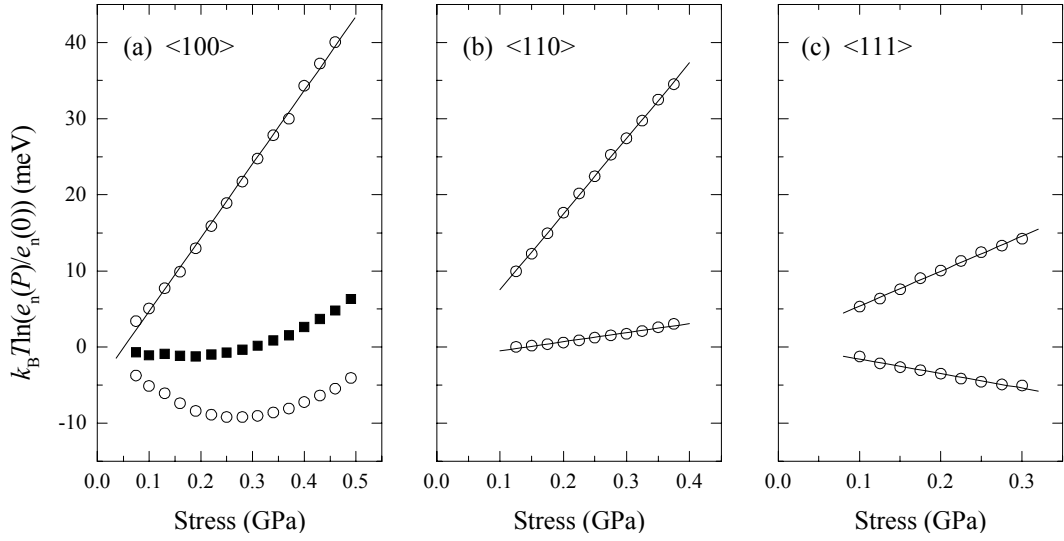 k_BTln(e_n(P)/e_n(0)) (meV)
40
30
20
10
0
-10
(a) <100>
0.0 0.1 0.2 0.3 0.4 0.5
Stress (GPa)
(b) <110>
0.0 0.1 0.2 0.3 0.4
Stress (GPa)
(c) <111>
0.0 0.1 0.2 0.3
Stress (GPa)